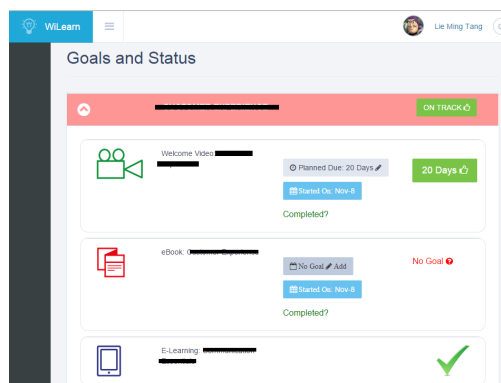 WiLearn
Lie Ming Tang
Goals and Status
ON TRACK
Welcome Video
Planned Due: 20 Days
20 Days
Started On: Nov-8
Completed?
eBook:
No Goal Add
No Goal
Started On: Nov-8
Completed?
E-Learning: